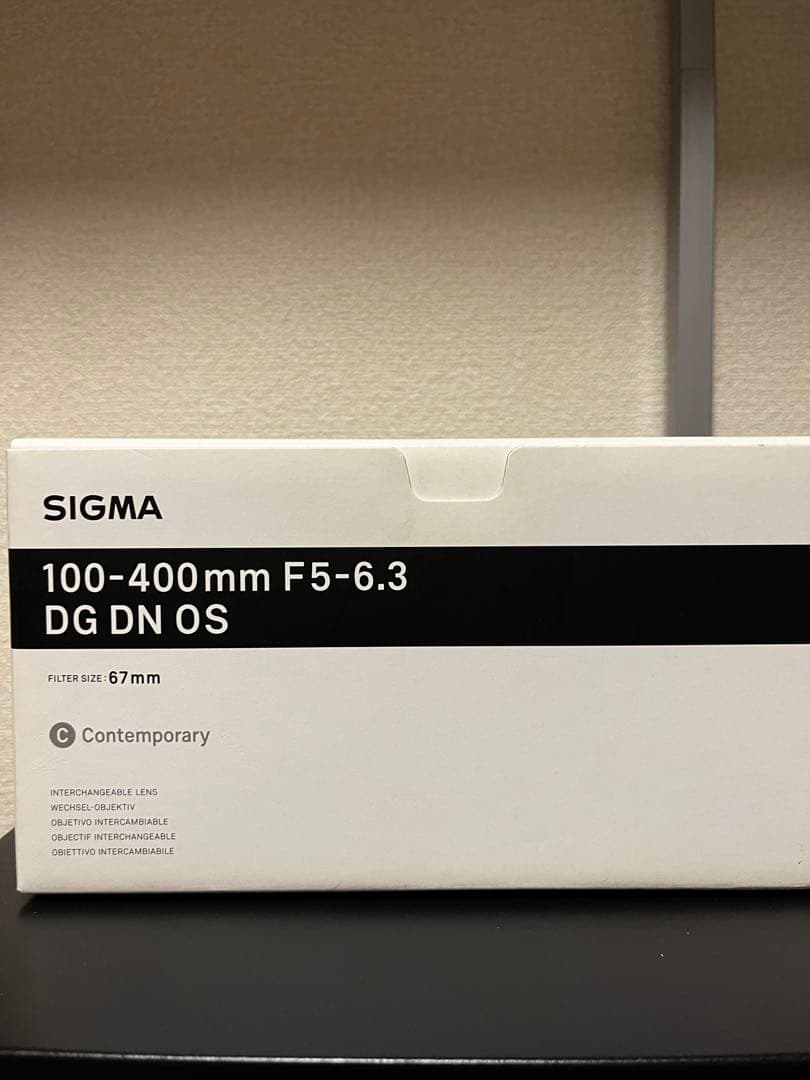 SIGMA
100-400mm F5-6.3
DG DN OS
FILTER SIZE: 67mm
C Contemporary
INTERCHANGEABLE LENS
WECHSEL-OBJEKTIV
OBJETIVO INTERCAMBIABLE
OBJECTIF INTERCHANGEABLE
OBIETTIVO INTERCAMBIABILE